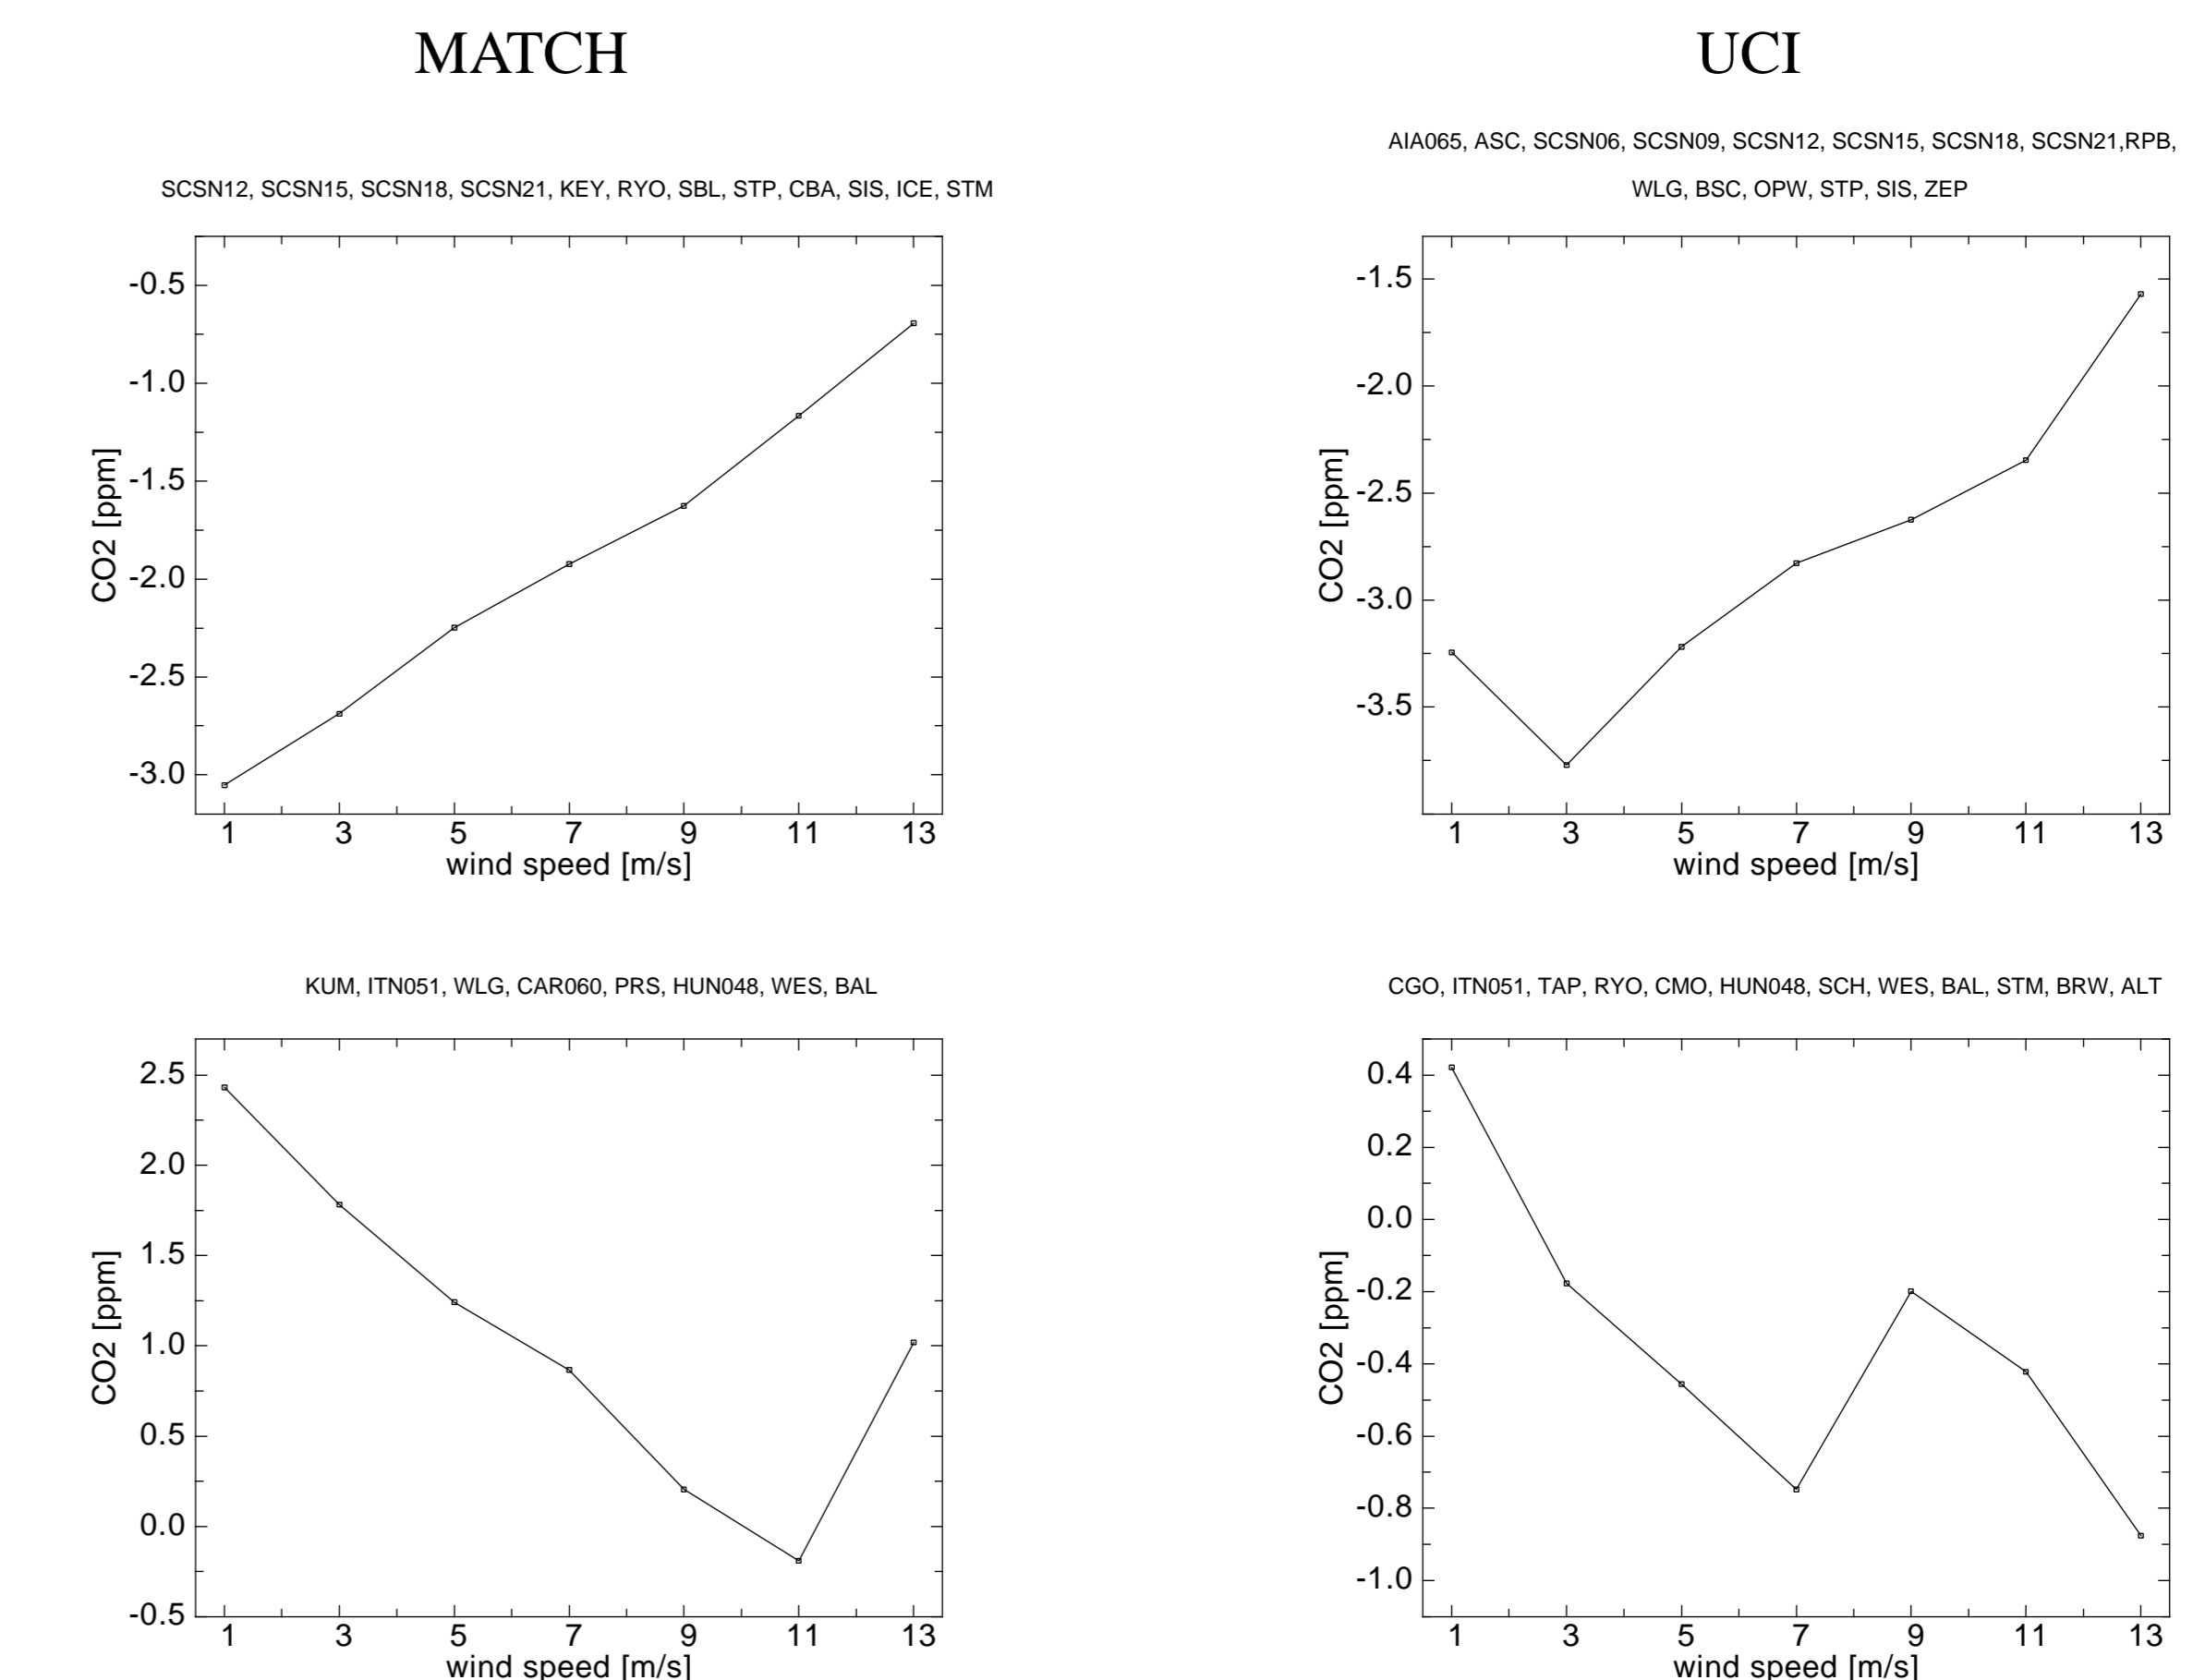 MATCH
UCI
SCSN12, SCSN15, SCSN18, SCSN21, KEY, RYO, SBL, STP, CBA, SIS, ICE, STM
-0.5
-1.0
-1.5
-2.0
-2.5
-3.0
CO2 [ppm]
1 3 5 7 9 11 13
wind speed [m/s]
AIA065, ASC, SCSN06, SCSN09, SCSN12, SCSN15, SCSN18, SCSN21,RPB,
WLG, BSC, OPW, STP, SIS, ZEP
-1.5
-2.0
-2.5
-3.0
-3.5
CO2 [ppm]
1 3 5 7 9 11 13
wind speed [m/s]
KUM, ITN051, WLG, CAR060, PRS, HUN048, WES, BAL
2.5
2.0
1.5
1.0
0.5
0.0
-0.5
CO2 [ppm]
1 3 5 7 9 11 13
wind speed [m/s]
CGO, ITN051, TAP, RYO, CMO, HUN048, SCH, WES, BAL, STM, BRW, ALT
0.4
0.2
0.0
-0.2
-0.4
-0.6
-0.8
-1.0
CO2 [ppm]
1 3 5 7 9 11 13
wind speed [m/s]